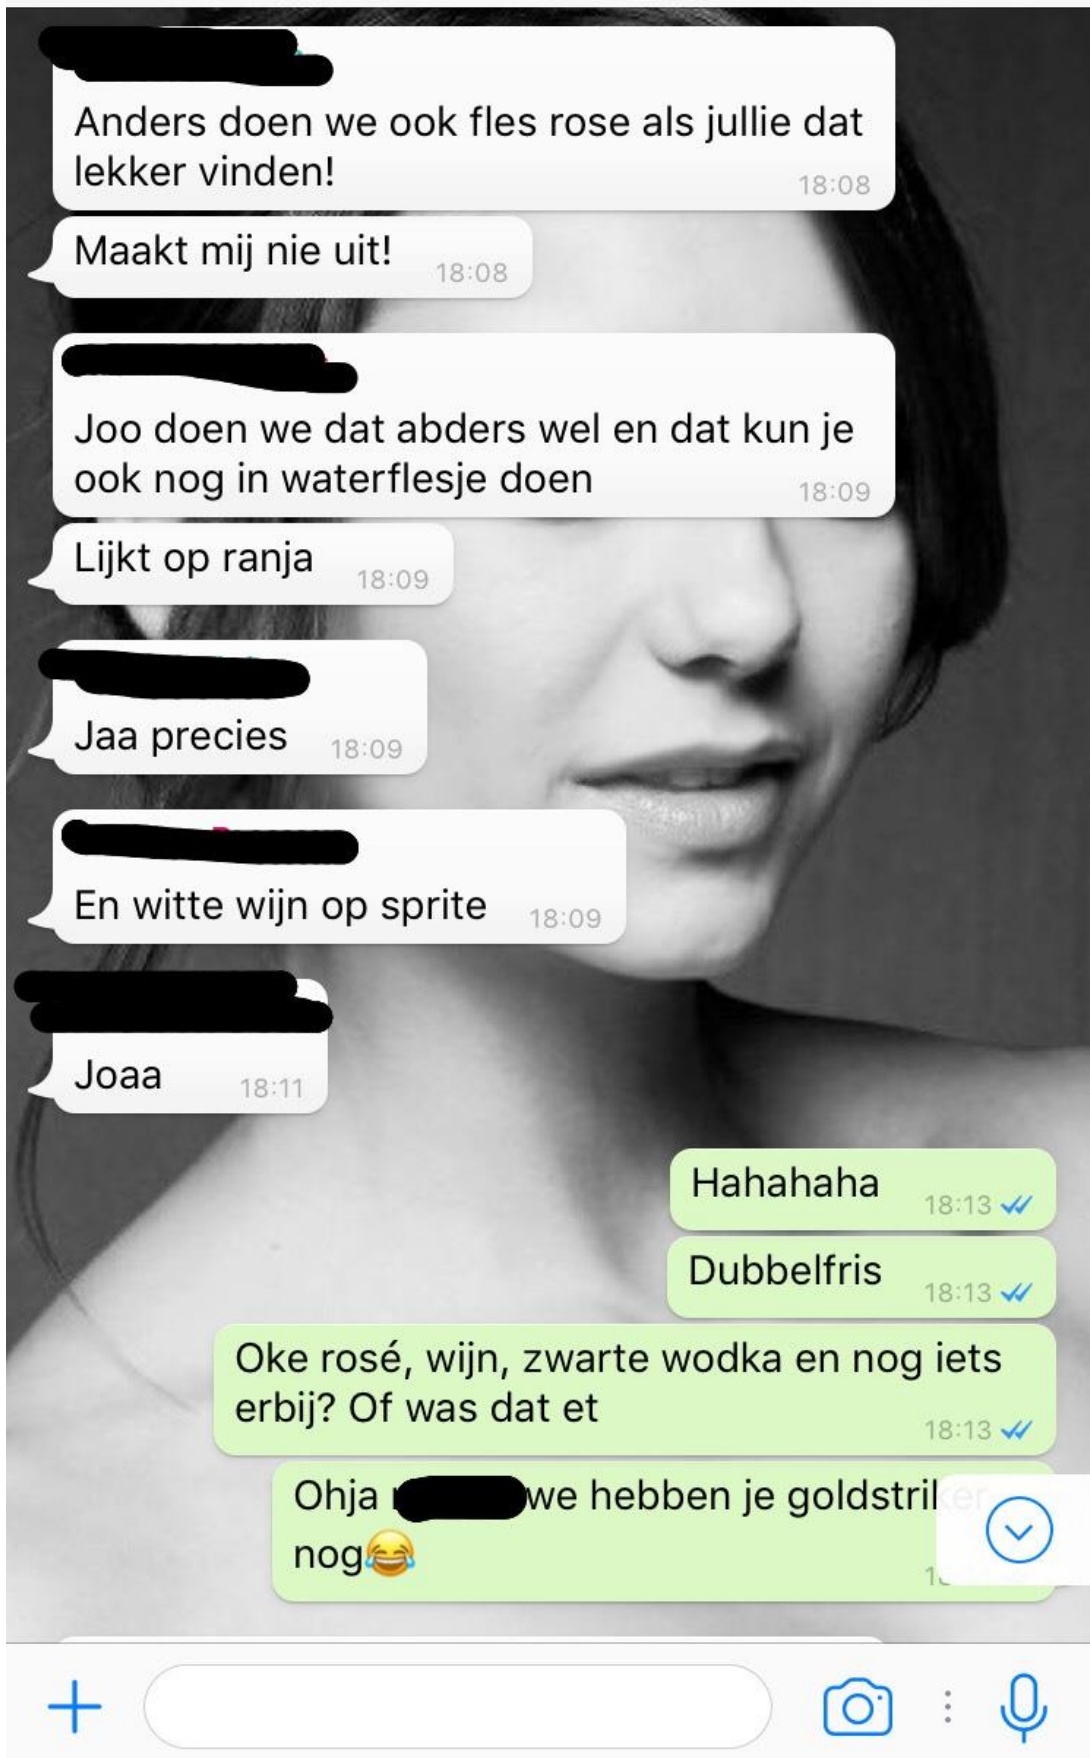 Anders doen we ook fles rose als jullie dat
lekker vinden!
18:08
Maakt mij nie uit!
18:08
Joo doen we dat abders wel en dat kun je
ook nog in waterflesje doen
18:09
Lijkt op ranja
18:09
Jaa precies
18:09
En witte wijn op sprite
18:09
Joaa
18:11
Hahahaha
18:13
Dubbelfris
18:13
Oke rosé, wijn, zwarte wodka en nog iets
erbij? Of was dat et
18:13
Ohja we hebben je goldstriker
nog😂